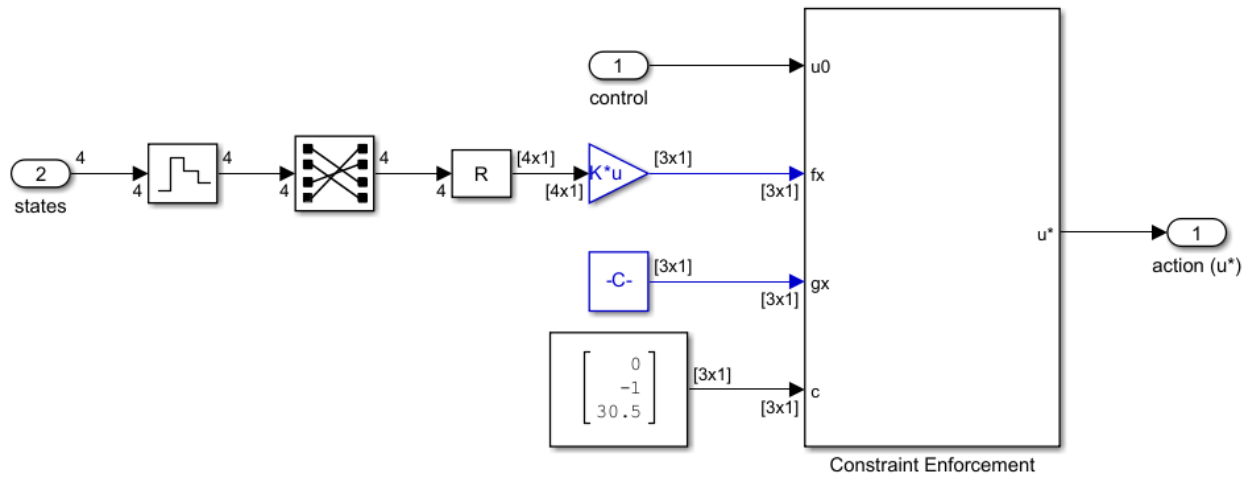 1
control
u0
2
states
4
4
4
4
4
4
R
[4x1]
[4x1]
K*u
[3x1]
[3x1]
fx
-C-
[3x1]
[3x1]
gx
0
-1
30.5
[3x1]
[3x1]
c
u*
1
action (u*)
Constraint Enforcement